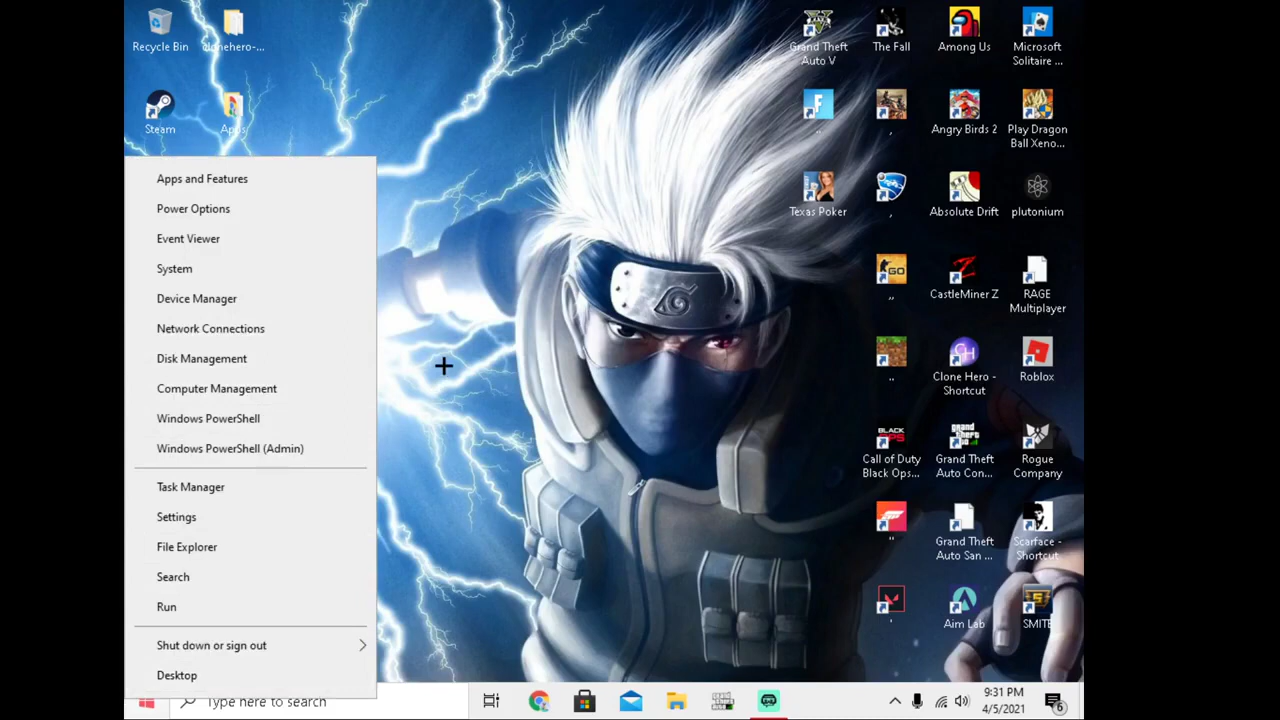 Recycle Bin
Steam
Apps
Apps and Features
Power Options
Event Viewer
System
Device Manager
Network Connections
Disk Management
Computer Management
Windows PowerShell
Windows PowerShell (Admin)
Task Manager
Settings
File Explorer
Search
Run
Shut down or sign out
Desktop
Grand Theft
Auto V
The Fall
Among Us
Microsoft
Solitaire ...
..
,
Angry Birds 2
Play Dragon
Ball Xeno...
Texas Poker
,
Absolute Drift
plutonium
GO
,,
CastleMiner Z
RAGE
Multiplayer
..
CH
Clone Hero -
Shortcut
Roblox
BLACK
OPS
Call of Duty
Black Ops...
Grand Theft
Auto Con...
Rogue
Company
''
Grand Theft
Auto San ...
Scarface -
Shortcut
'
Aim Lab
SMITE
Type here to search
9:31 PM
4/5/2021
6